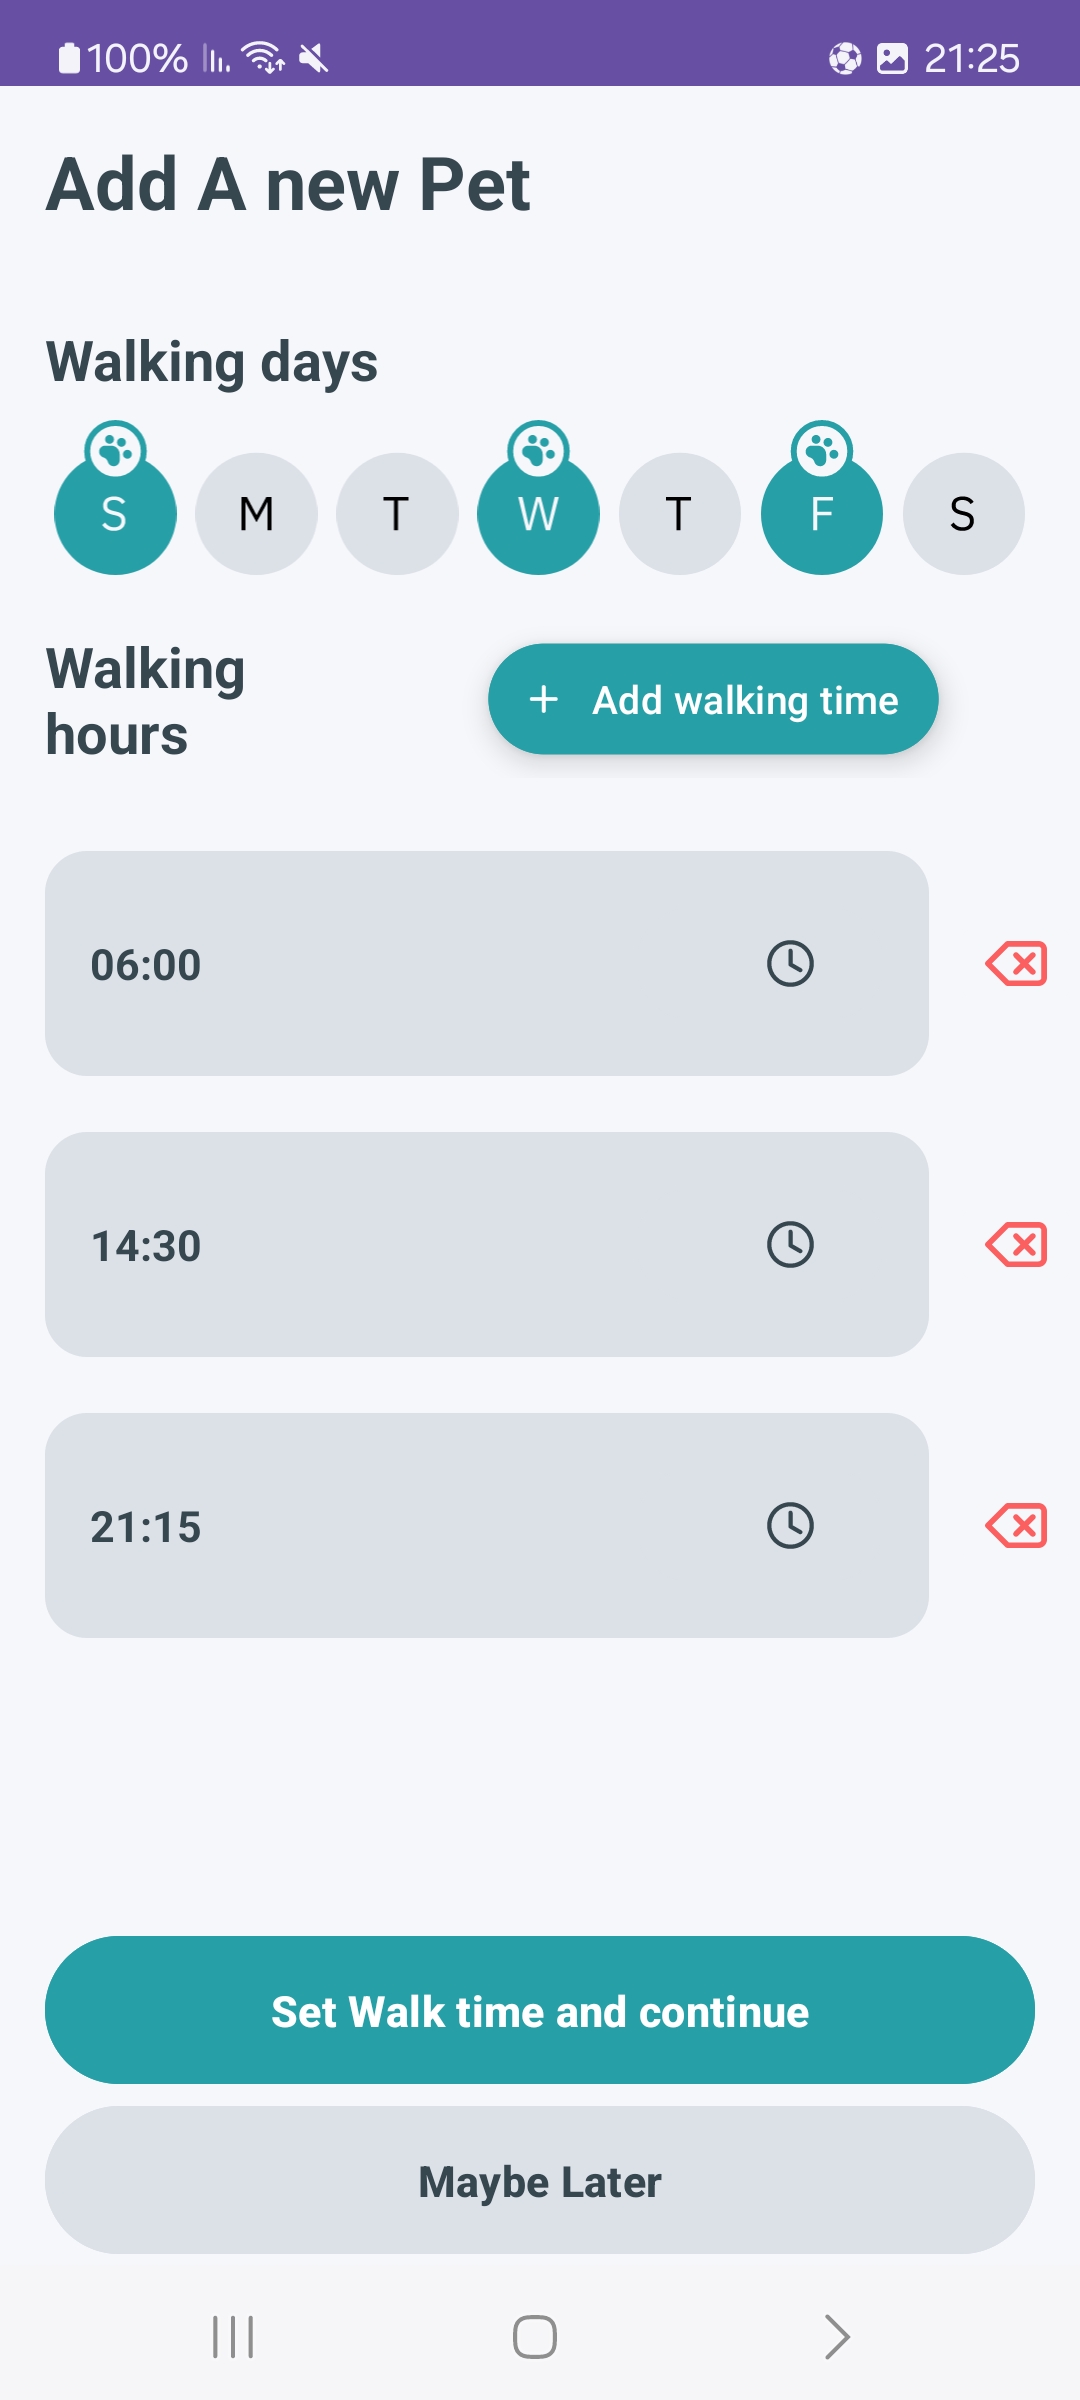 100% 21:25
Add A new Pet
Walking days
S M T W T F S
Walking
hours
+ Add walking time
06:00
14:30
21:15
Set Walk time and continue
Maybe Later